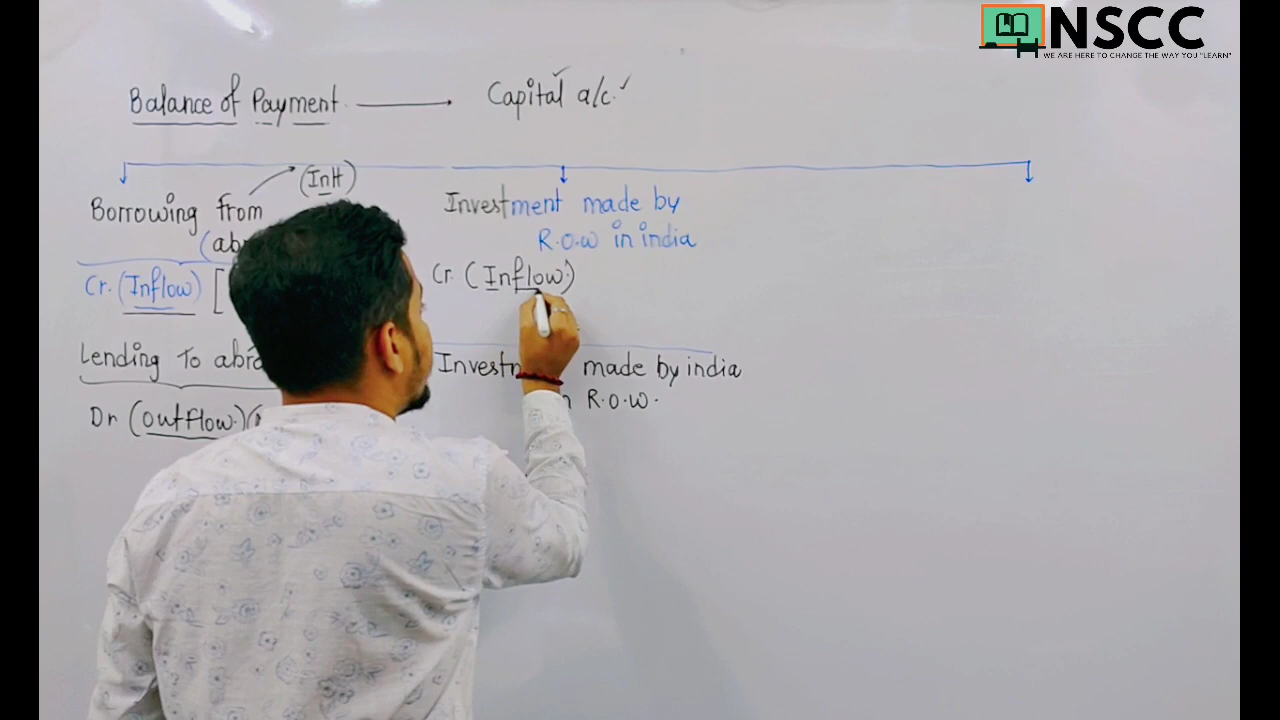 NSCC
WE ARE HERE TO CHANGE THE WAY YOU "LEARN"
Balance of Payment
Capital a/c.
(InH)
Borrowing from
Cr. (Inflow) [
Lending To
Dr (outflow.)
Investment made by
R.O.W in india
Cr. (Inflow.)
made by india
R.O.W.